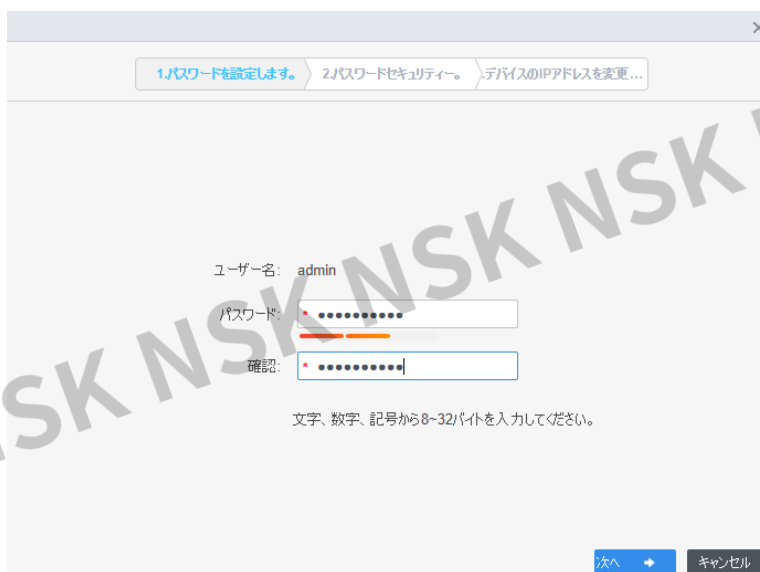 1.パスワードを設定します。 2.パスワードセキュリティー。 .デバイスのIPアドレスを変更...
NSK NSK NSK NSK
ユーザー名: admin
パスワード: * ●●●●●●●●●●
確認: * ●●●●●●●●●●
文字、数字、記号から8~32バイトを入力してください。
次へ キャンセル